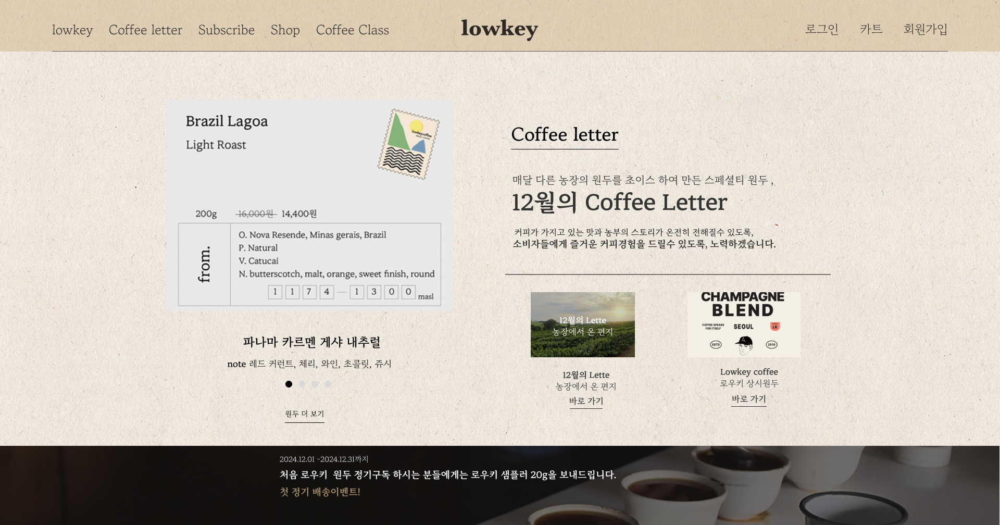 lowkey Coffee letter Subscribe Shop Coffee Class
lowkey
로그인 카트 회원가입
Brazil Lagoa
Light Roast
lowkeycoffee
200g 16,000원 14,400원
from.
O. Nova Resende, Minas gerais, Brazil
P. Natural
V. Catucaí
N. butterscotch, malt, orange, sweet finish, round
1 1 7 4 — 1 3 0 0 masl
파나마 카르멘 게샤 내추럴
note 레드 커런트, 체리, 와인, 초콜릿, 쥬시
원두 더 보기
Coffee letter
매달 다른 농장의 원두를 초이스 하여 만든 스페셜티 원두 ,
12월의 Coffee Letter
커피가 가지고 있는 맛과 농부의 스토리가 온전히 전해질수 있도록,
소비자들에게 즐거운 커피경험을 드릴수 있도록, 노력하겠습니다.
12월의 Lette
농장에서 온 편지
12월의 Lette
농장에서 온 편지
바로 가기
CHAMPAGNE
BLEND
COFFEE SPEAKS
FOR ITSELF
SEOUL
LK
ESTD
2010
Lowkey coffee
로우키 상시원두
바로 가기
2024.12.01 ~2024.12.31까지
처음 로우키 원두 정기구독 하시는 분들에게는 로우키 샘플러 20g을 보내드립니다.
첫 정기 배송이벤트!